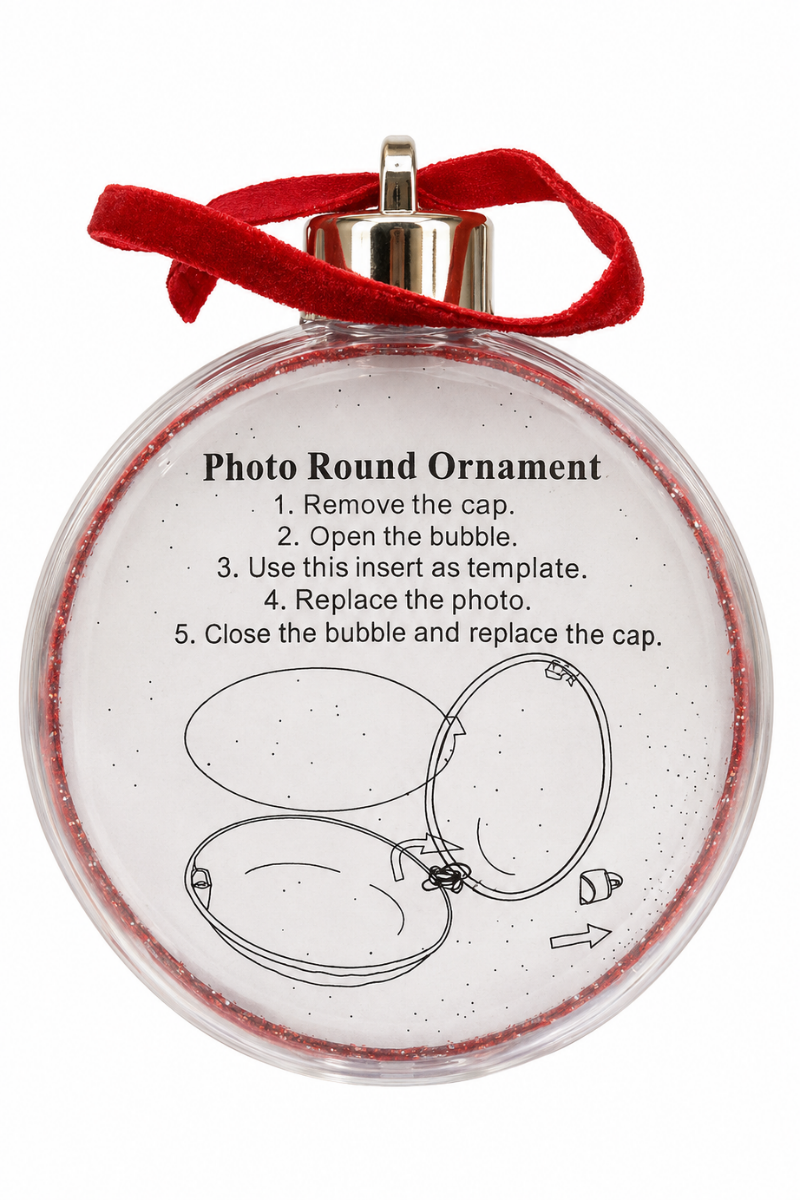 Photo Round Ornament
1. Remove the cap.
2. Open the bubble.
3. Use this insert as template.
4. Replace the photo.
5. Close the bubble and replace the cap.